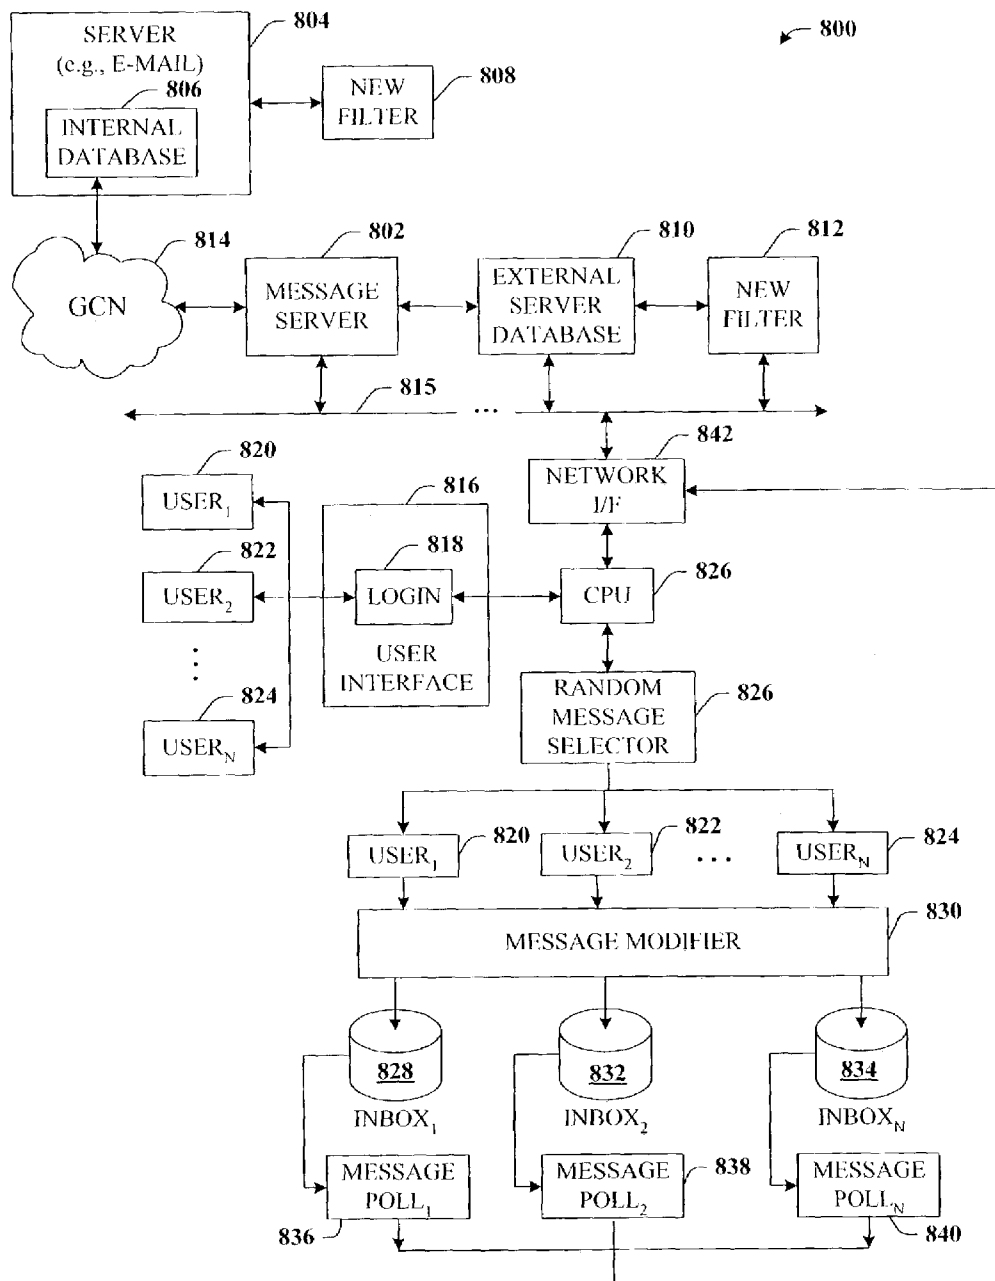 SERVER
(e.g., E-MAIL)
804
800
806
INTERNAL
DATABASE
NEW
FILTER
808
814
GCN
802
MESSAGE
SERVER
810
EXTERNAL
SERVER
DATABASE
812
NEW
FILTER
815
...
842
NETWORK
I/F
820
USER1
816
822
USER2
818
LOGIN
USER
INTERFACE
CPU
826
824
USERN
RANDOM
MESSAGE
SELECTOR
826
USER1
820
USER2
822
...
USERN
824
MESSAGE MODIFIER
830
828
INBOX1
832
INBOX2
834
INBOXN
MESSAGE
POLL1
836
MESSAGE
POLL2
838
MESSAGE
POLLN
840